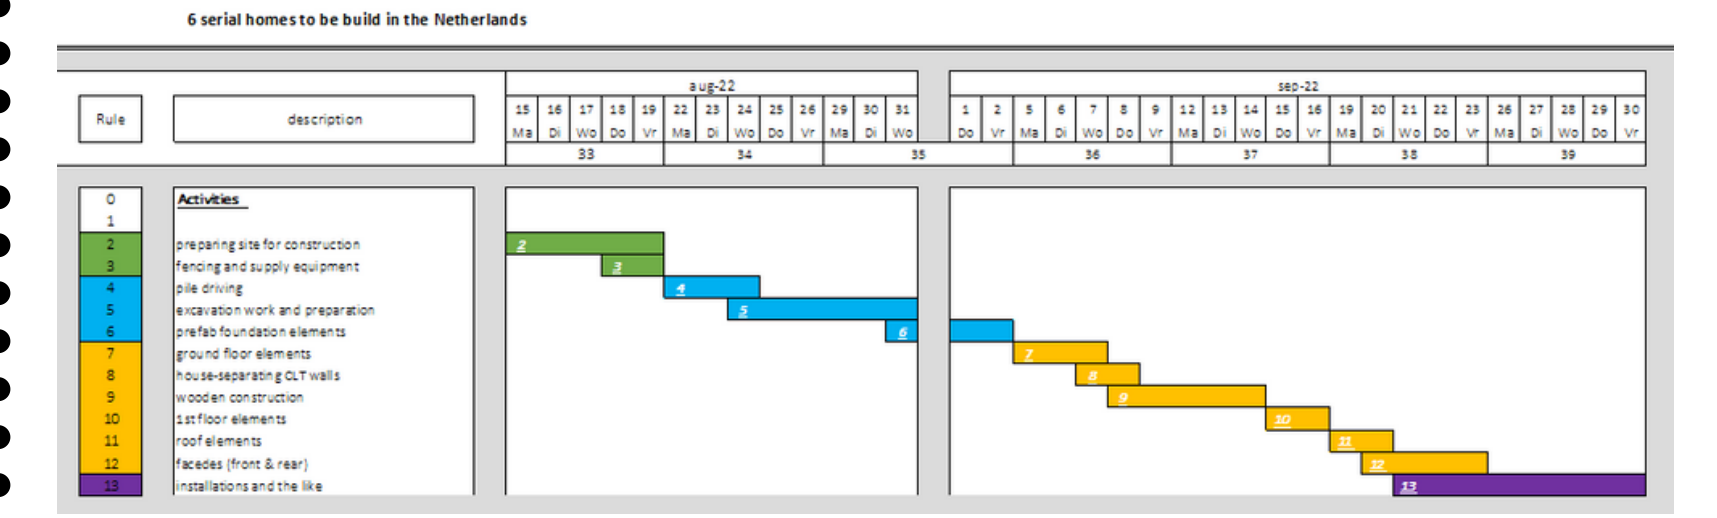 6 serial homes to be build in the Netherlands
aug-22 sep-22
Rule description 15 16 17 18 19 22 23 24 25 26 29 30 31 1 2 5 6 7 8 9 12 13 14 15 16 19 20 21 22 23 26 27 28 29 30
Ma Di Wo Do Vr Ma Di Wo Do Vr Ma Di Wo Do Vr Ma Di Wo Do Vr Ma Di Wo Do Vr Ma Di Wo Do Vr Ma Di Wo Do Vr
33 34 35 36 37 38 39
0 Activities
1
2 preparing site for construction 2
3 fencing and supply equipment 3
4 pile driving 4
5 excavation work and preparation 5
6 prefab foundation elements 6
7 ground floor elements 7
8 house-separating CLT walls 8
9 wooden construction 9
10 1st floor elements 10
11 roof elements 11
12 facedes (front & rear) 12
13 installations and the like 13